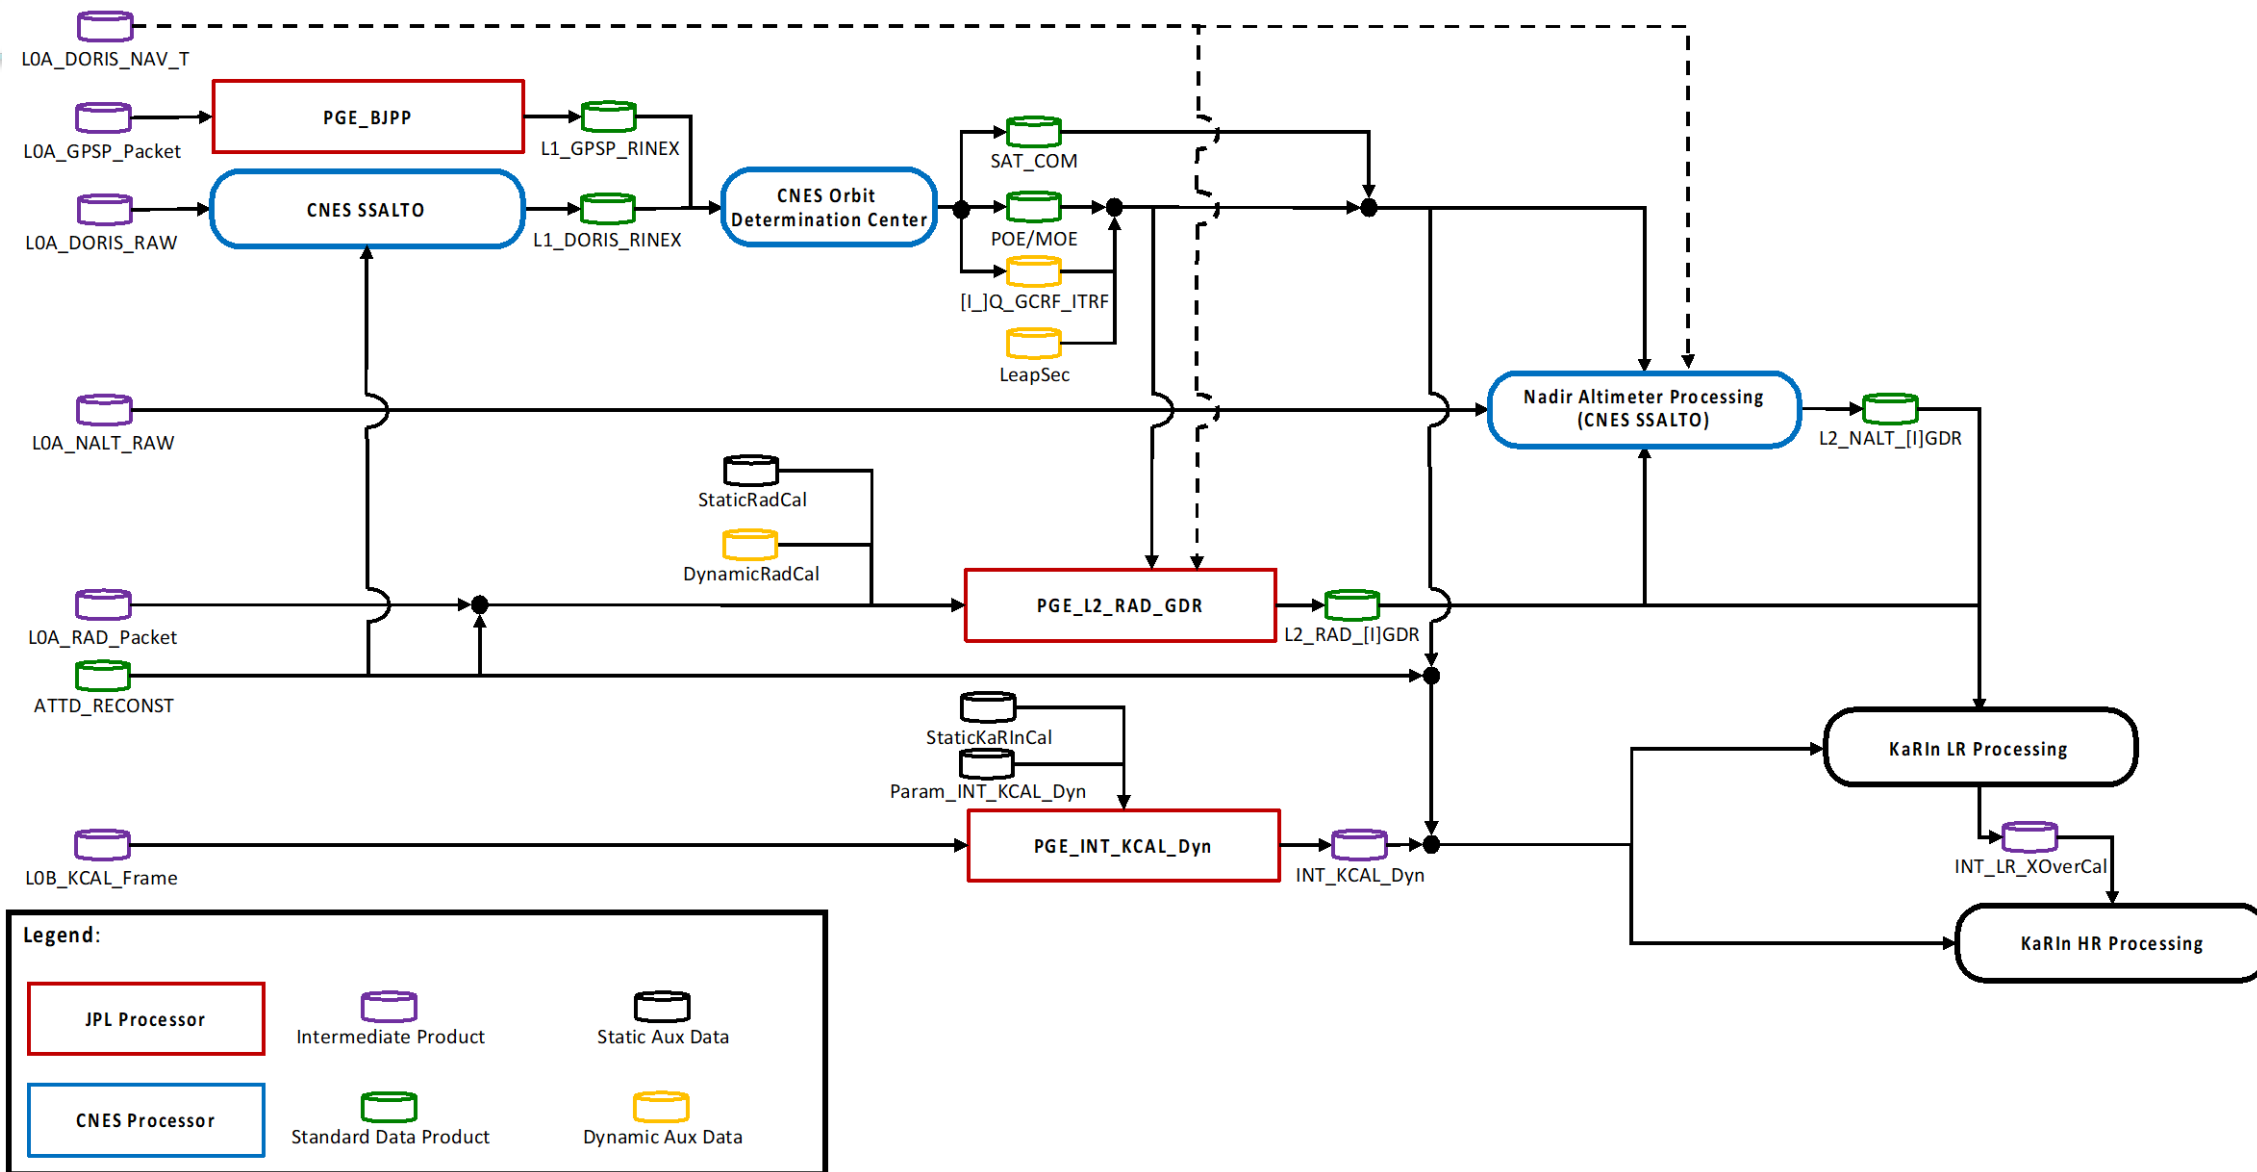 L0A_DORIS_NAV_T
PGE_BJPP
L0A_GPSP_Packet
L1_GPSP_RINEX
SAT_COM
CNES SSALTO
CNES Orbit
Determination Center
L0A_DORIS_RAW
L1_DORIS_RINEX
POE/MOE
[I_]Q_GCRF_ITRF
LeapSec
Nadir Altimeter Processing
(CNES SSALTO)
L0A_NALT_RAW
L2_NALT_[I]GDR
StaticRadCal
DynamicRadCal
PGE_L2_RAD_GDR
L0A_RAD_Packet
L2_RAD_[I]GDR
ATTD_RECONST
StaticKaRInCal
KaRIn LR Processing
Param_INT_KCAL_Dyn
PGE_INT_KCAL_Dyn
L0B_KCAL_Frame
INT_KCAL_Dyn
INT_LR_XOverCal
KaRIn HR Processing
Legend:
JPL Processor
Intermediate Product
Static Aux Data
CNES Processor
Standard Data Product
Dynamic Aux Data